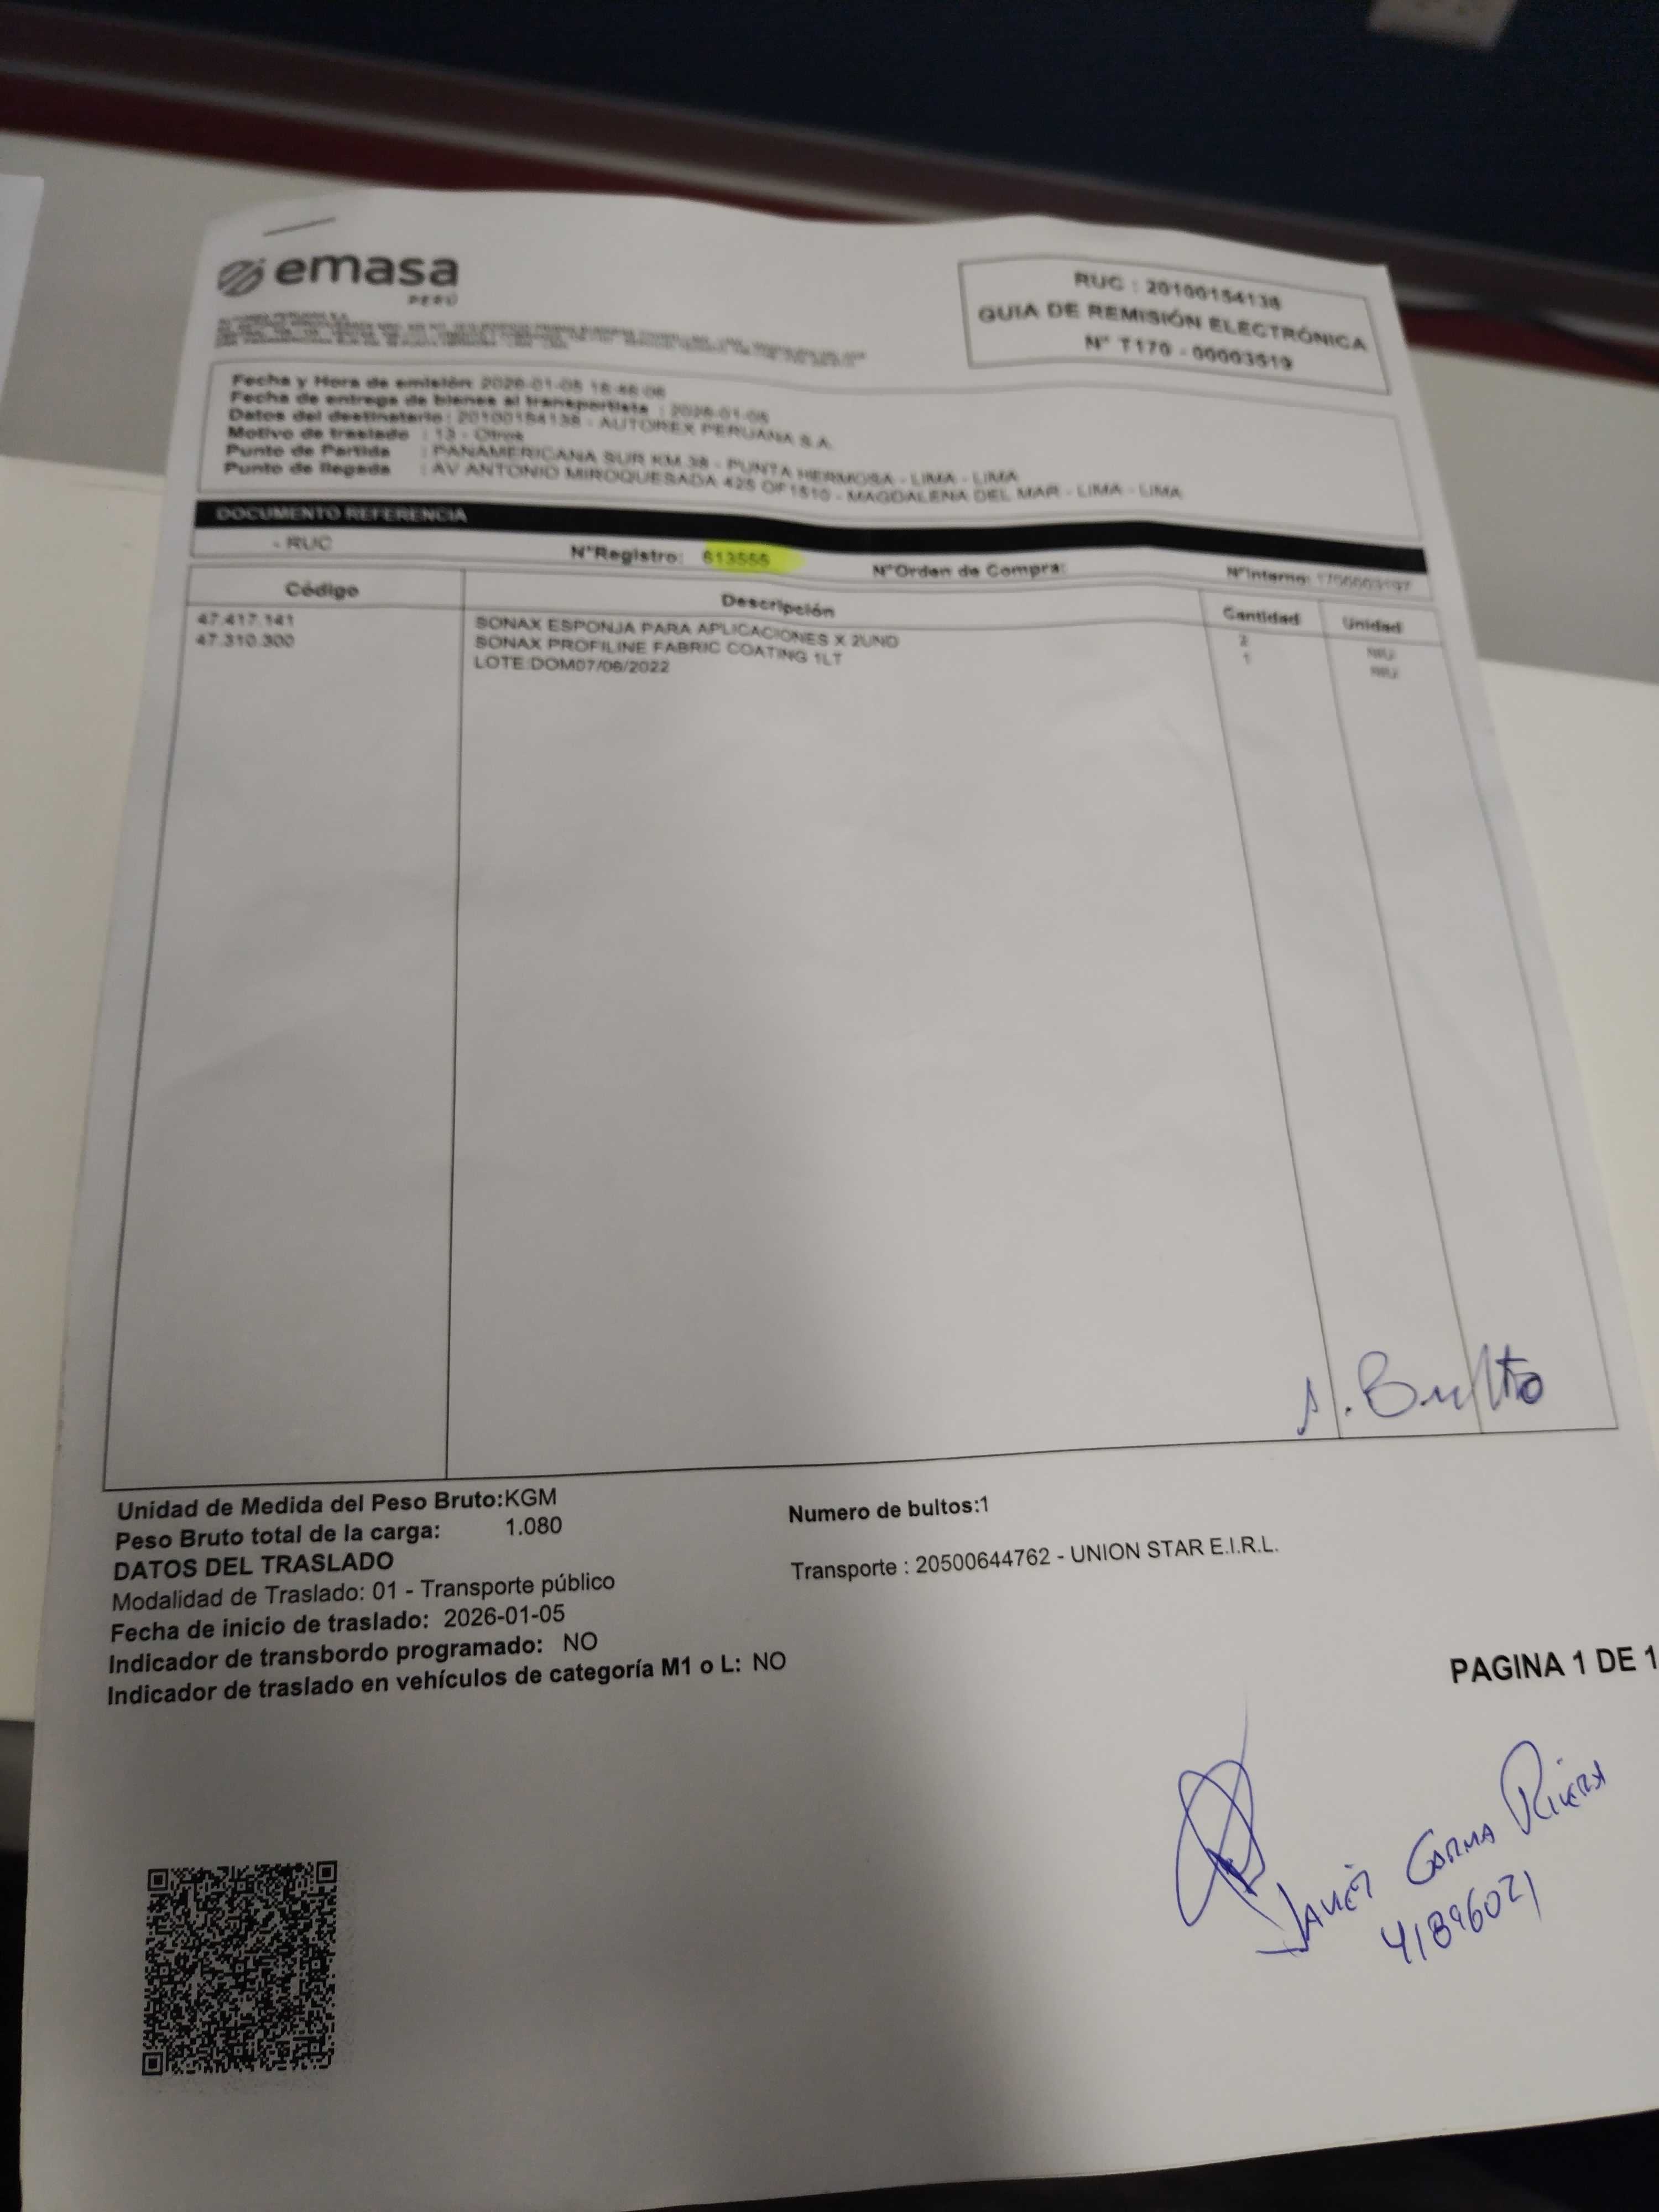 emasa
PERÚ
RUC : 20100154138
GUIA DE REMISIÓN ELECTRÓNICA
N° T170 - 00003519
Fecha y Hora de emisión: 2026-01-05
Fecha de entrega de bienes al transportista : 2026-01-05
Datos del destinatario : 20100154138 - AUTOREX PERUANA S.A.
Motivo de traslado : 13 - Otros
Punto de Partida : PANAMERICANA SUR KM.38 - PUNTA HERMOSA - LIMA - LIMA
Punto de llegada : AV ANTONIO MIROQUESADA 425 OF1510 - MAGDALENA DEL MAR - LIMA - LIMA
DOCUMENTO REFERENCIA
- RUC N°Registro: 613555 N°Orden de Compra: N°Interno:
Código Descripción Cantidad Unidad
47.417.141 SONAX ESPONJA PARA APLICACIONES X 2UND 2 NIU
47.310.300 SONAX PROFILINE FABRIC COATING 1LT 1 NIU
LOTE:DOM07/06/2022
1. Bulto
Unidad de Medida del Peso Bruto:KGM
Peso Bruto total de la carga: 1.080
Numero de bultos:1
DATOS DEL TRASLADO
Modalidad de Traslado: 01 - Transporte público
Transporte : 20500644762 - UNION STAR E.I.R.L.
Fecha de inicio de traslado: 2026-01-05
Indicador de transbordo programado: NO
Indicador de traslado en vehículos de categoría M1 o L: NO
PAGINA 1 DE 1
Javier Rivera
41896021